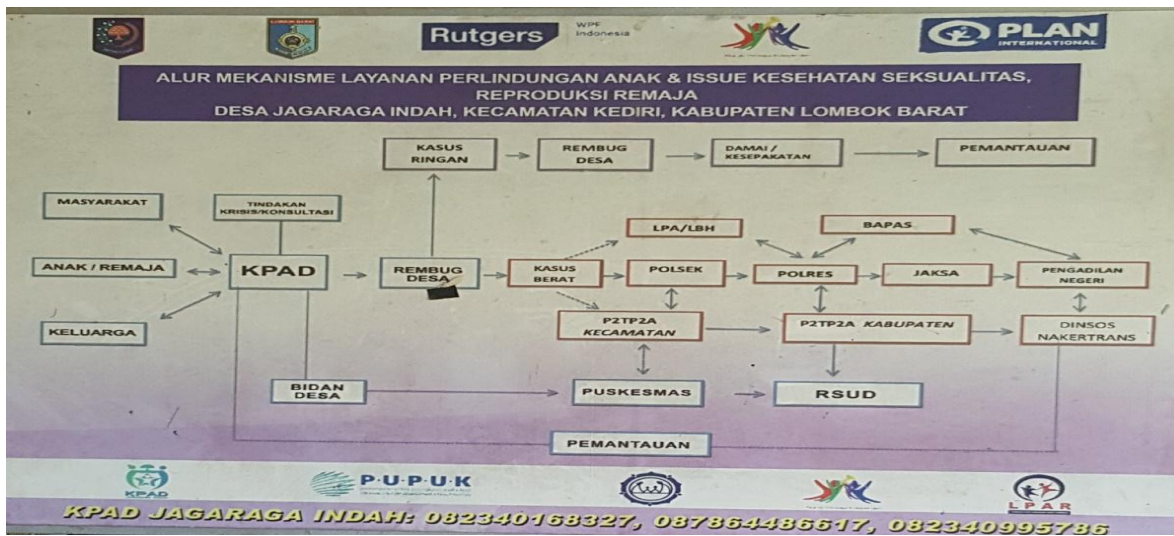 Rutgers
WPF
Indonesia
PLAN
INTERNATIONAL
ALUR MEKANISME LAYANAN PERLINDUNGAN ANAK & ISSUE KESEHATAN SEKSUALITAS,
REPRODUKSI REMAJA
DESA JAGARAGA INDAH, KECAMATAN KEDIRI, KABUPATEN LOMBOK BARAT
KASUS
RINGAN
REMBUG
DESA
DAMAI /
KESEPAKATAN
PEMANTAUAN
MASYARAKAT
TINDAKAN
KRISIS/KONSULTASI
LPA/LBH
BAPAS
ANAK / REMAJA
KPAD
REMBUG
DESA
KASUS
BERAT
POLSEK
POLRES
JAKSA
PENGADILAN
NEGERI
KELUARGA
P2TP2A
KECAMATAN
P2TP2A KABUPATEN
DINSOS
NAKERTRANS
BIDAN
DESA
PUSKESMAS
RSUD
PEMANTAUAN
KPAD
P·U·P·U·K
LPAR
KPAD JAGARAGA INDAH: 082340168327, 087864486617, 082340995786